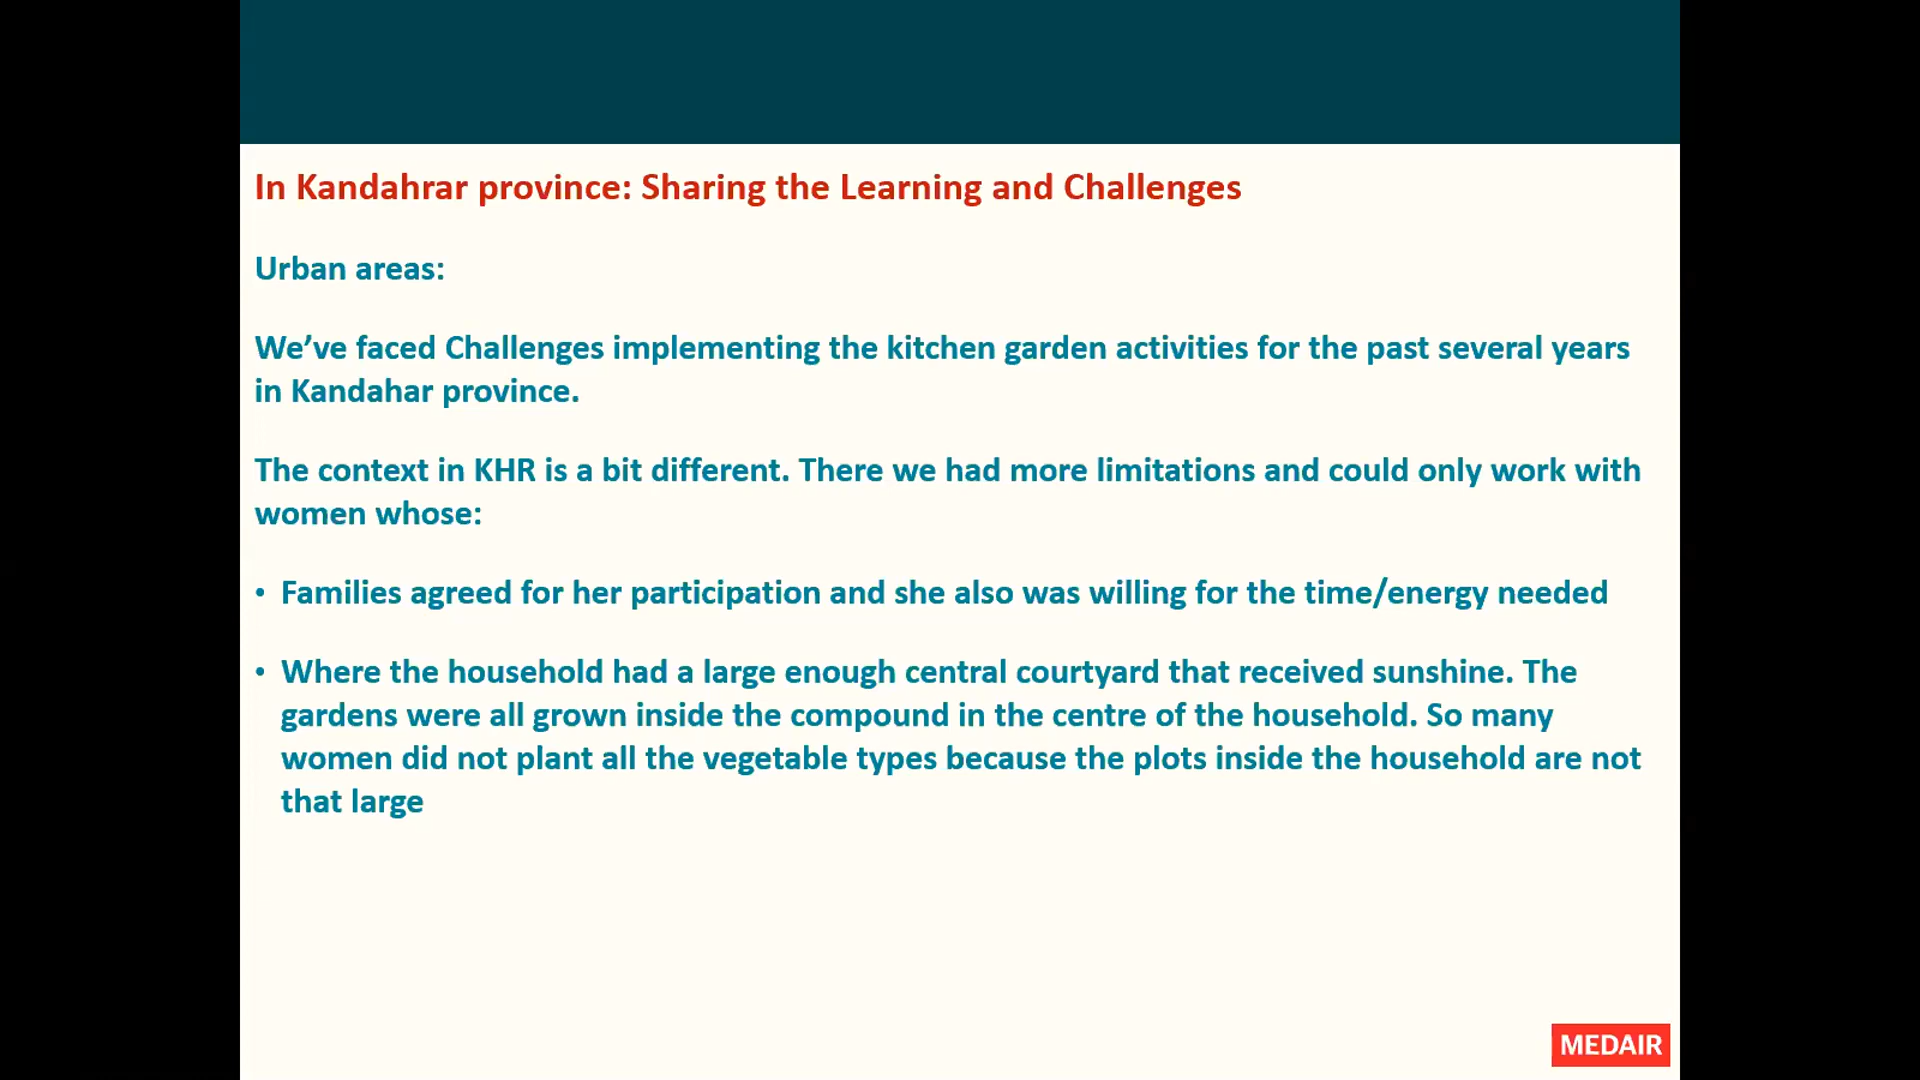 In Kandahrar province: Sharing the Learning and Challenges
Urban areas:
We’ve faced Challenges implementing the kitchen garden activities for the past several years
in Kandahar province.
The context in KHR is a bit different. There we had more limitations and could only work with
women whose:
• Families agreed for her participation and she also was willing for the time/energy needed
• Where the household had a large enough central courtyard that received sunshine. The
gardens were all grown inside the compound in the centre of the household. So many
women did not plant all the vegetable types because the plots inside the household are not
that large
MEDAIR